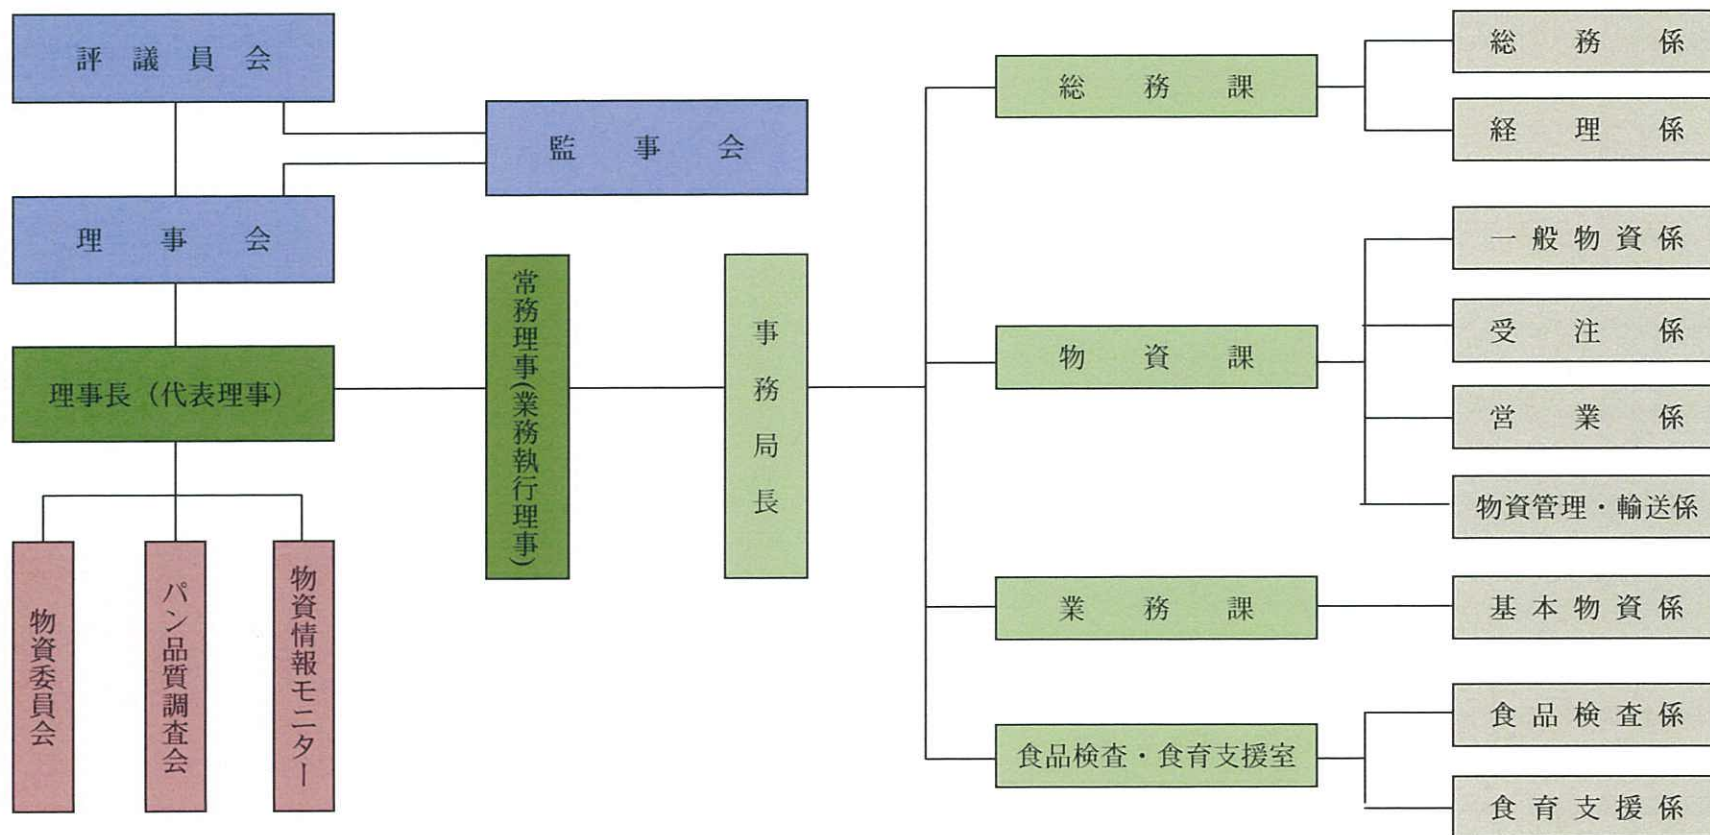 評議員会
監事会
理事会
理事長（代表理事）
物資委員会
パン品質調査会
物資情報モニター
常務理事(業務執行理事)
事務局長
総務課
総務係
経理係
物資課
一般物資係
受注係
営業係
物資管理・輸送係
業務課
基本物資係
食品検査・食育支援室
食品検査係
食育支援係